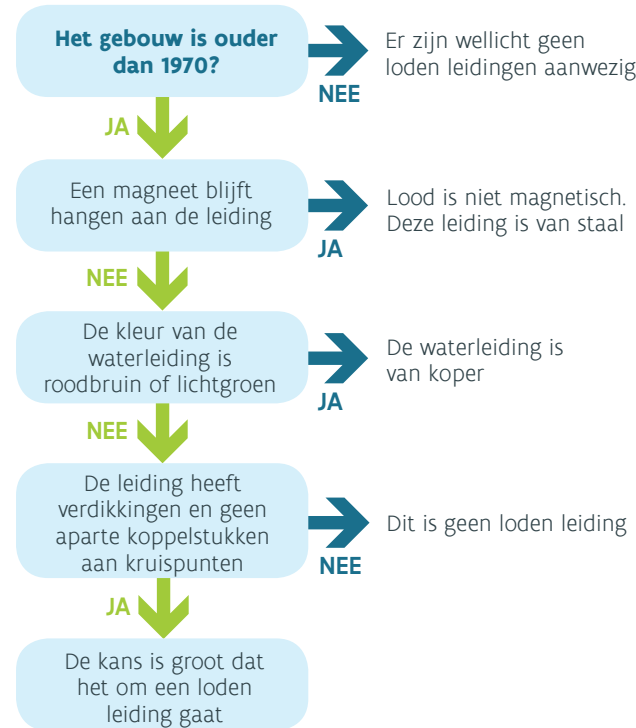 Het gebouw is ouder
dan 1970?
Er zijn wellicht geen
loden leidingen aanwezig
NEE
JA
Een magneet blijft
hangen aan de leiding
Lood is niet magnetisch.
Deze leiding is van staal
JA
NEE
De kleur van de
waterleiding is
roodbruin of lichtgroen
De waterleiding is
van koper
JA
NEE
De leiding heeft
verdikkingen en geen
aparte koppelstukken
aan kruispunten
Dit is geen loden leiding
NEE
JA
De kans is groot dat
het om een loden
leiding gaat